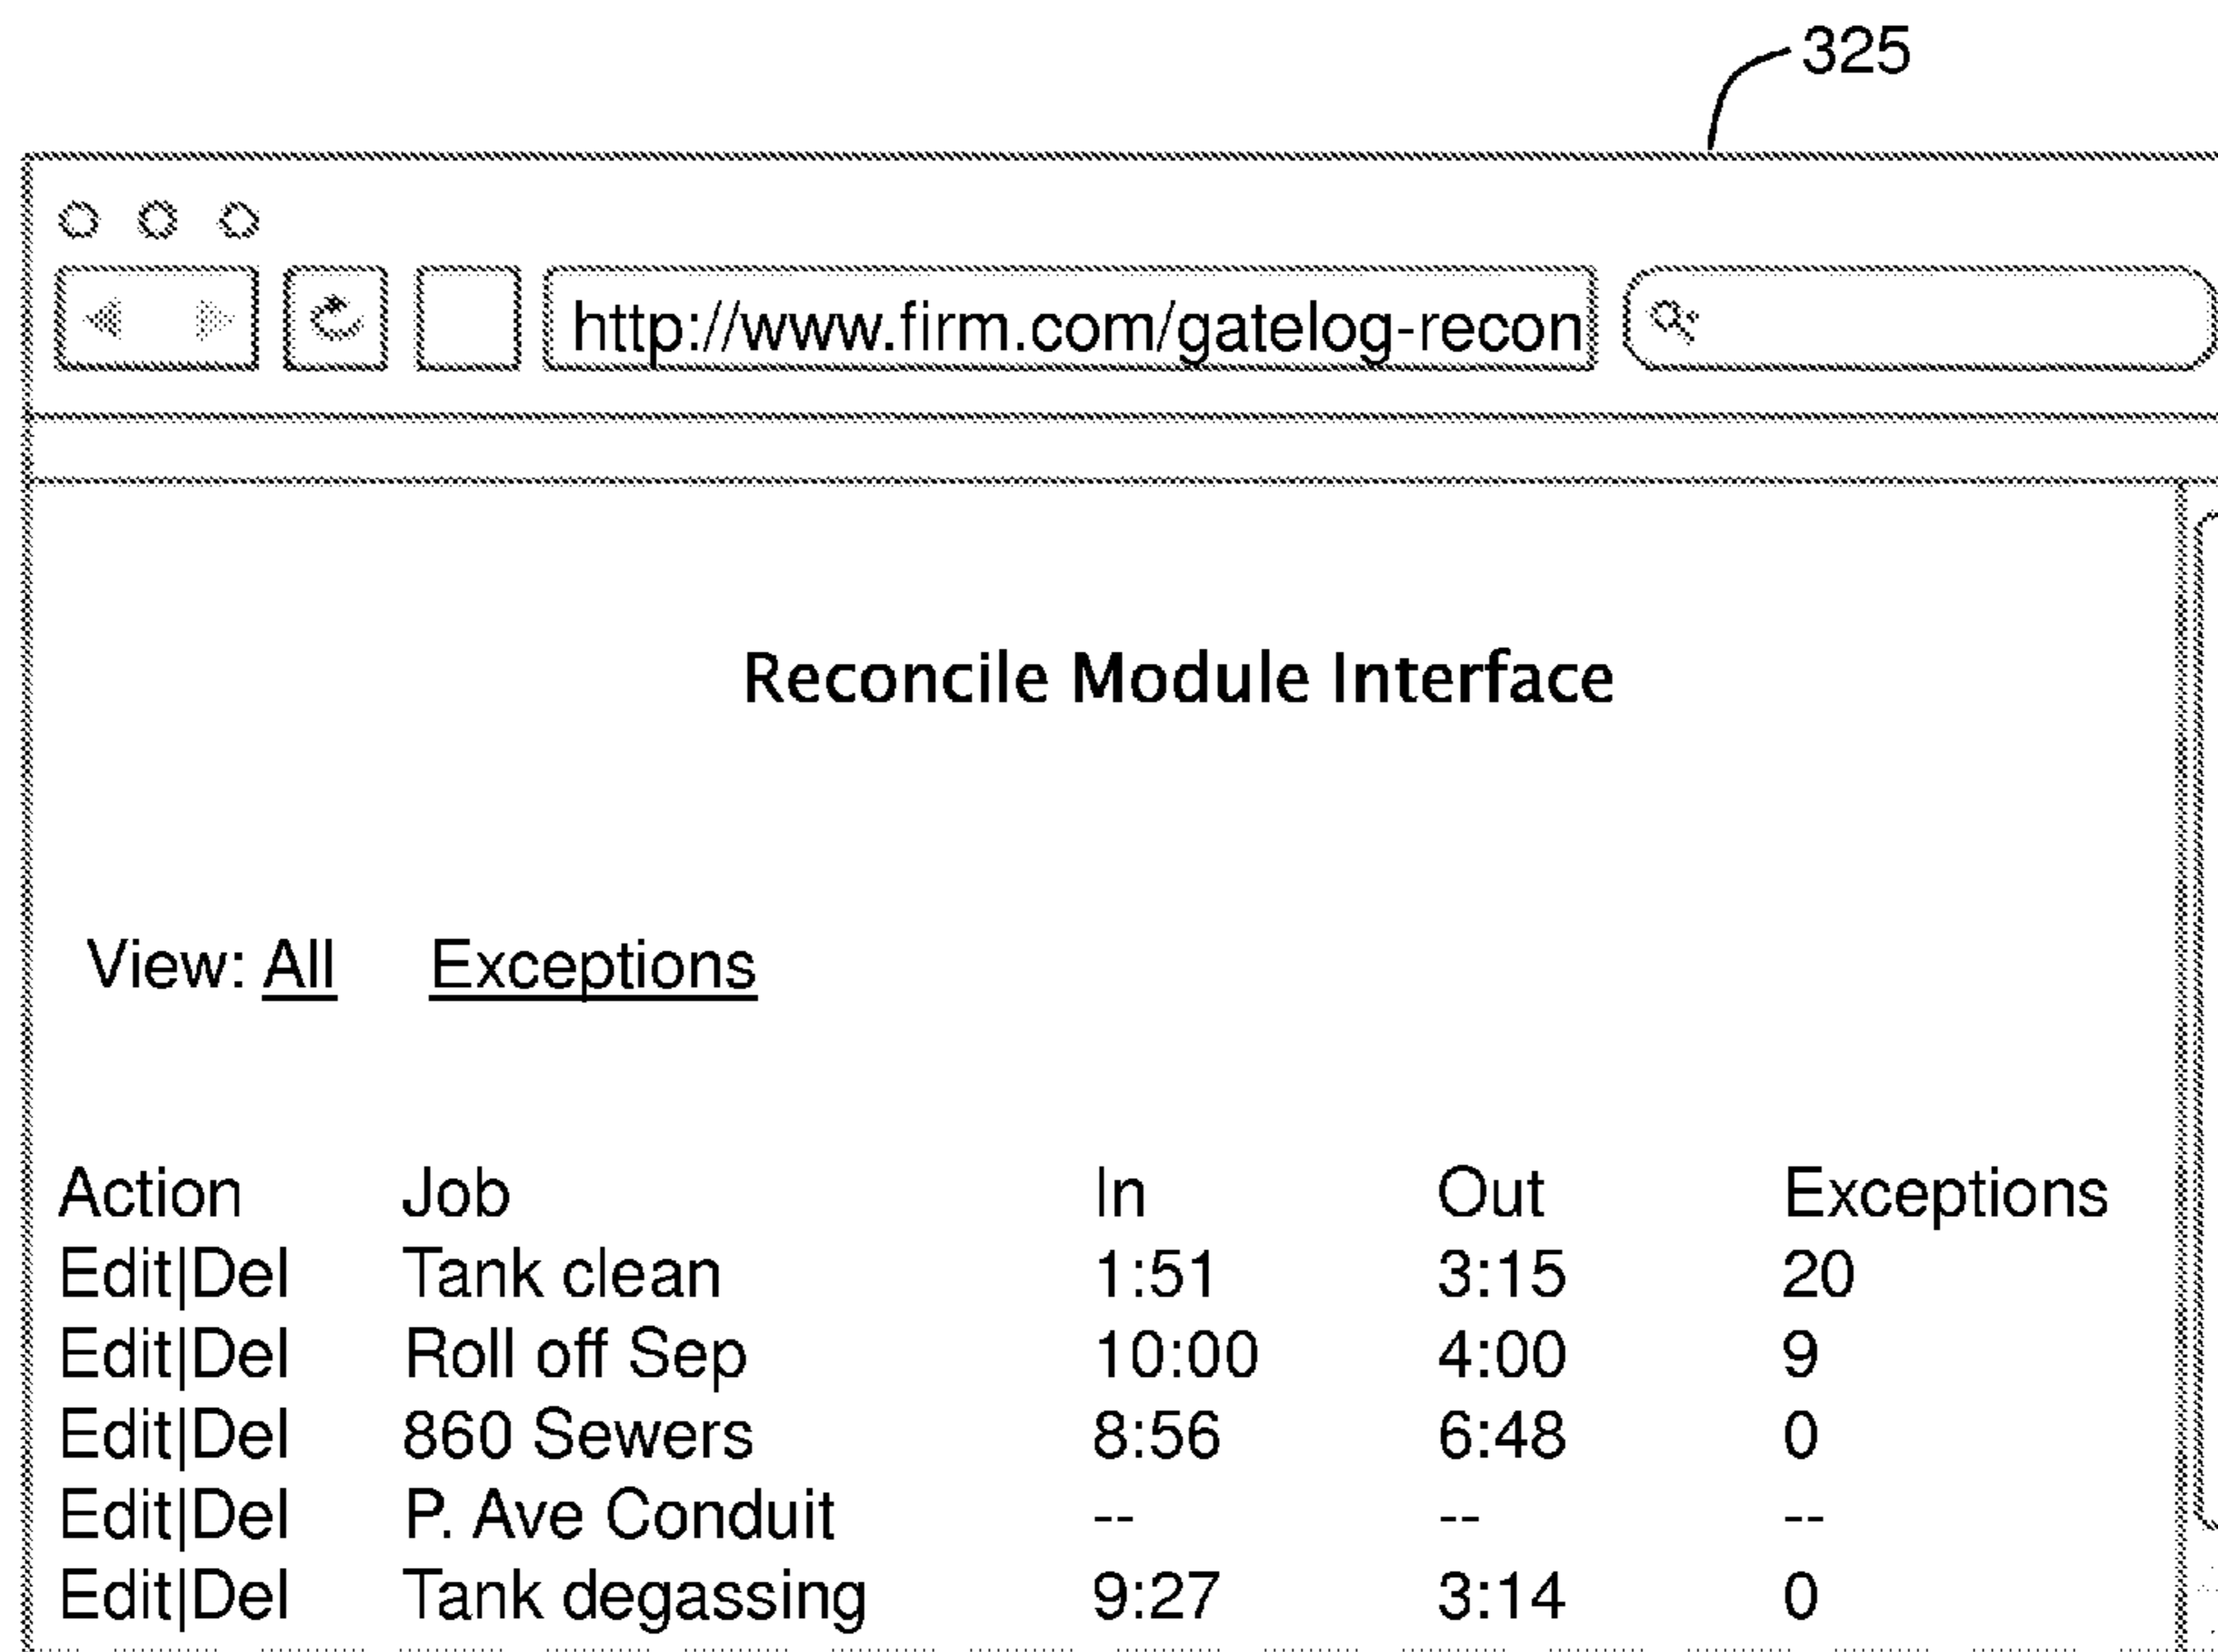 325
http://www.firm.com/gatelog-recon
Reconcile Module Interface
View: All Exceptions
Action Job In Out Exceptions
Edit|Del Tank clean 1:51 3:15 20
Edit|Del Roll off Sep 10:00 4:00 9
Edit|Del 860 Sewers 8:56 6:48 0
Edit|Del P. Ave Conduit -- -- --
Edit|Del Tank degassing 9:27 3:14 0